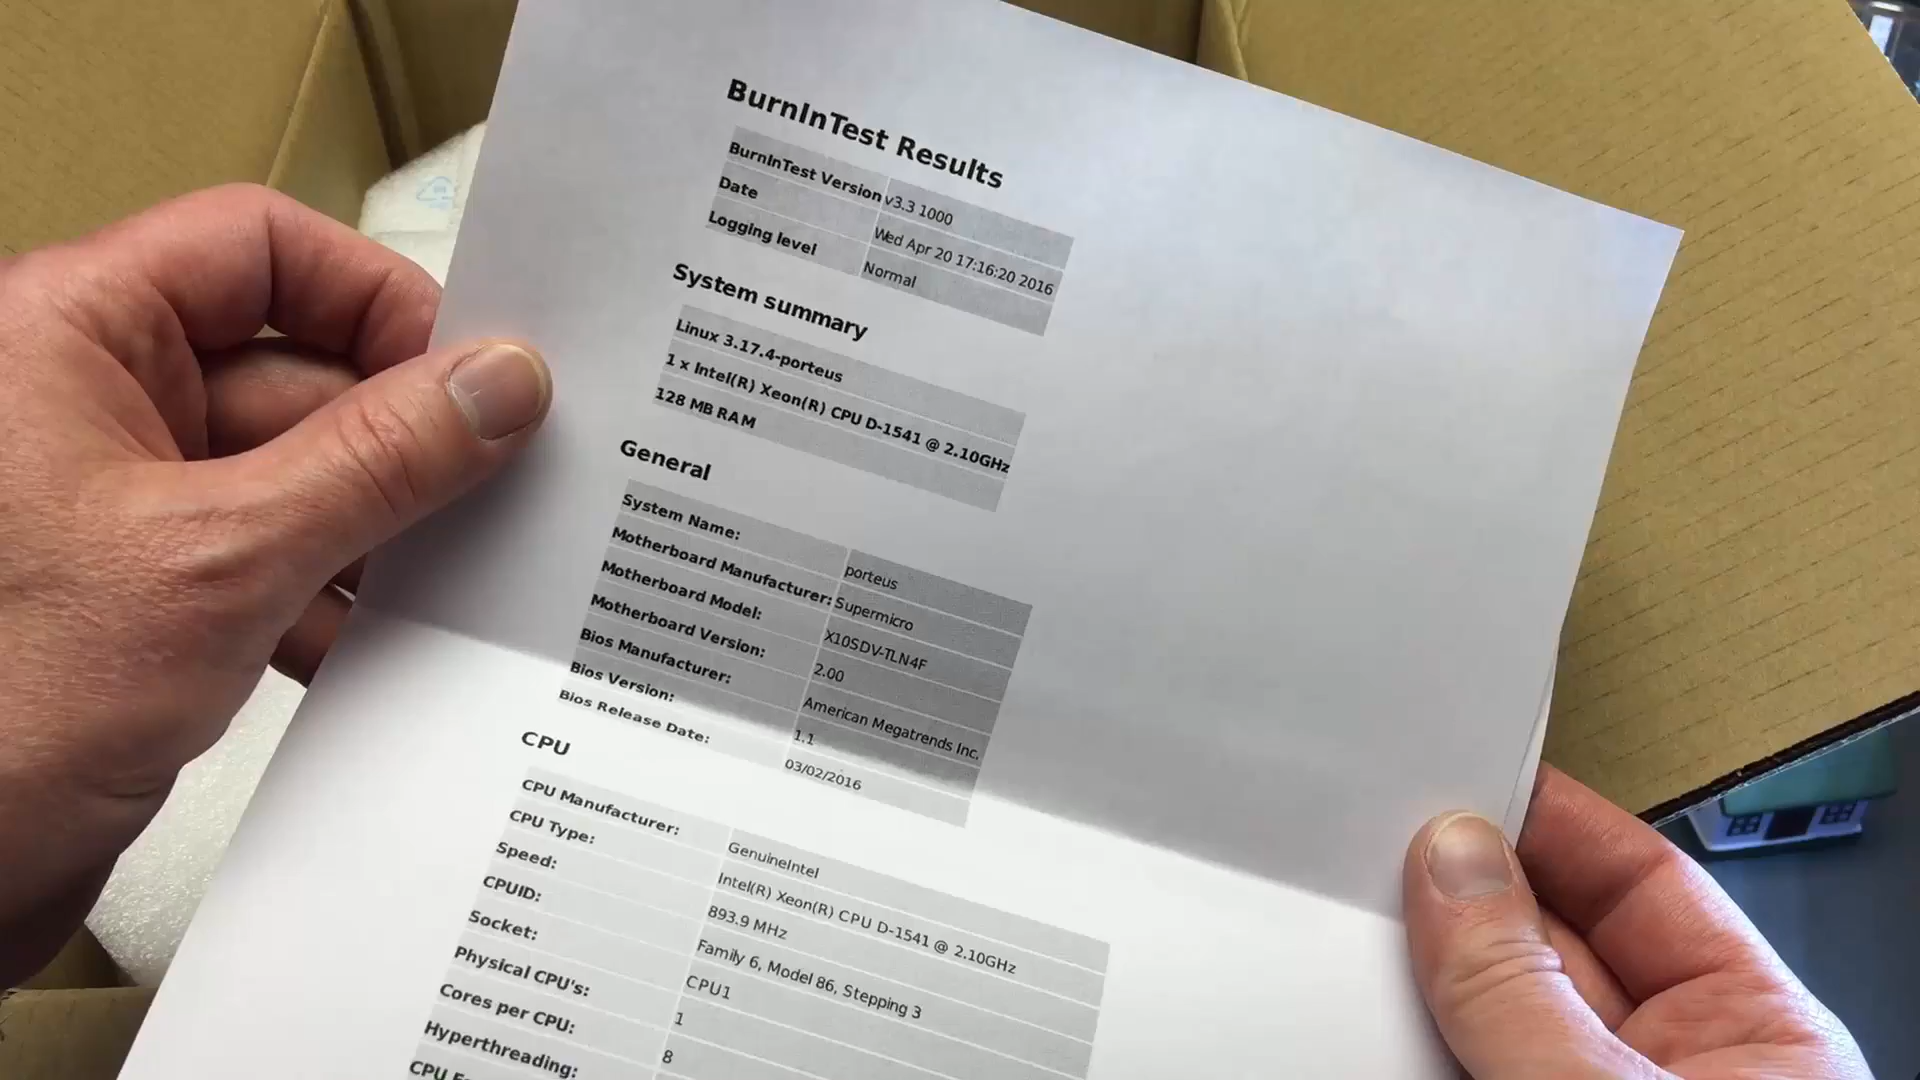 BurnInTest Results
BurnInTest Version v3.3 1000
Date Wed Apr 20 17:16:20 2016
Logging level Normal
System summary
Linux 3.17.4-porteus
1 x Intel(R) Xeon(R) CPU D-1541 @ 2.10GHz
128 MB RAM
General
System Name: porteus
Motherboard Manufacturer: Supermicro
Motherboard Model: X10SDV-TLN4F
Motherboard Version: 2.00
Bios Manufacturer: American Megatrends Inc.
Bios Version: 1.1
Bios Release Date: 03/02/2016
CPU
CPU Manufacturer: GenuineIntel
CPU Type: Intel(R) Xeon(R) CPU D-1541 @ 2.10GHz
Speed: 893.9 MHz
CPUID: Family 6, Model 86, Stepping 3
Socket: CPU1
Physical CPU's: 1
Cores per CPU: 8
Hyperthreading:
CPU